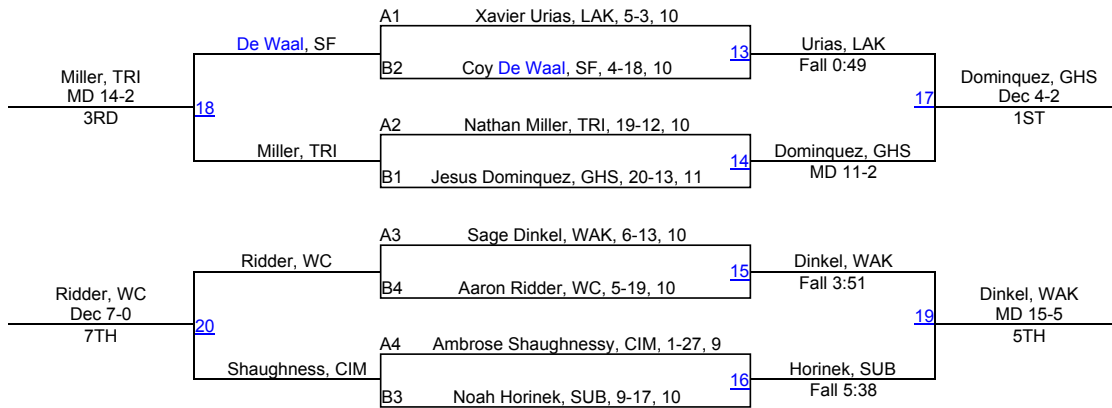 A1 Xavier Urias, LAK, 5-3, 10
De Waal, SF
13
Urias, LAK
B2 Coy De Waal, SF, 4-18, 10
Fall 0:49
Miller, TRI
MD 14-2
3RD
18
17
Dominquez, GHS
Dec 4-2
1ST
A2 Nathan Miller, TRI, 19-12, 10
Miller, TRI
14
Dominquez, GHS
B1 Jesus Dominquez, GHS, 20-13, 11
MD 11-2
A3 Sage Dinkel, WAK, 6-13, 10
Ridder, WC
15
Dinkel, WAK
B4 Aaron Ridder, WC, 5-19, 10
Fall 3:51
Ridder, WC
Dec 7-0
7TH
20
19
Dinkel, WAK
MD 15-5
5TH
A4 Ambrose Shaughnessy, CIM, 1-27, 9
Shaughness, CIM
16
Horinek, SUB
B3 Noah Horinek, SUB, 9-17, 10
Fall 5:38